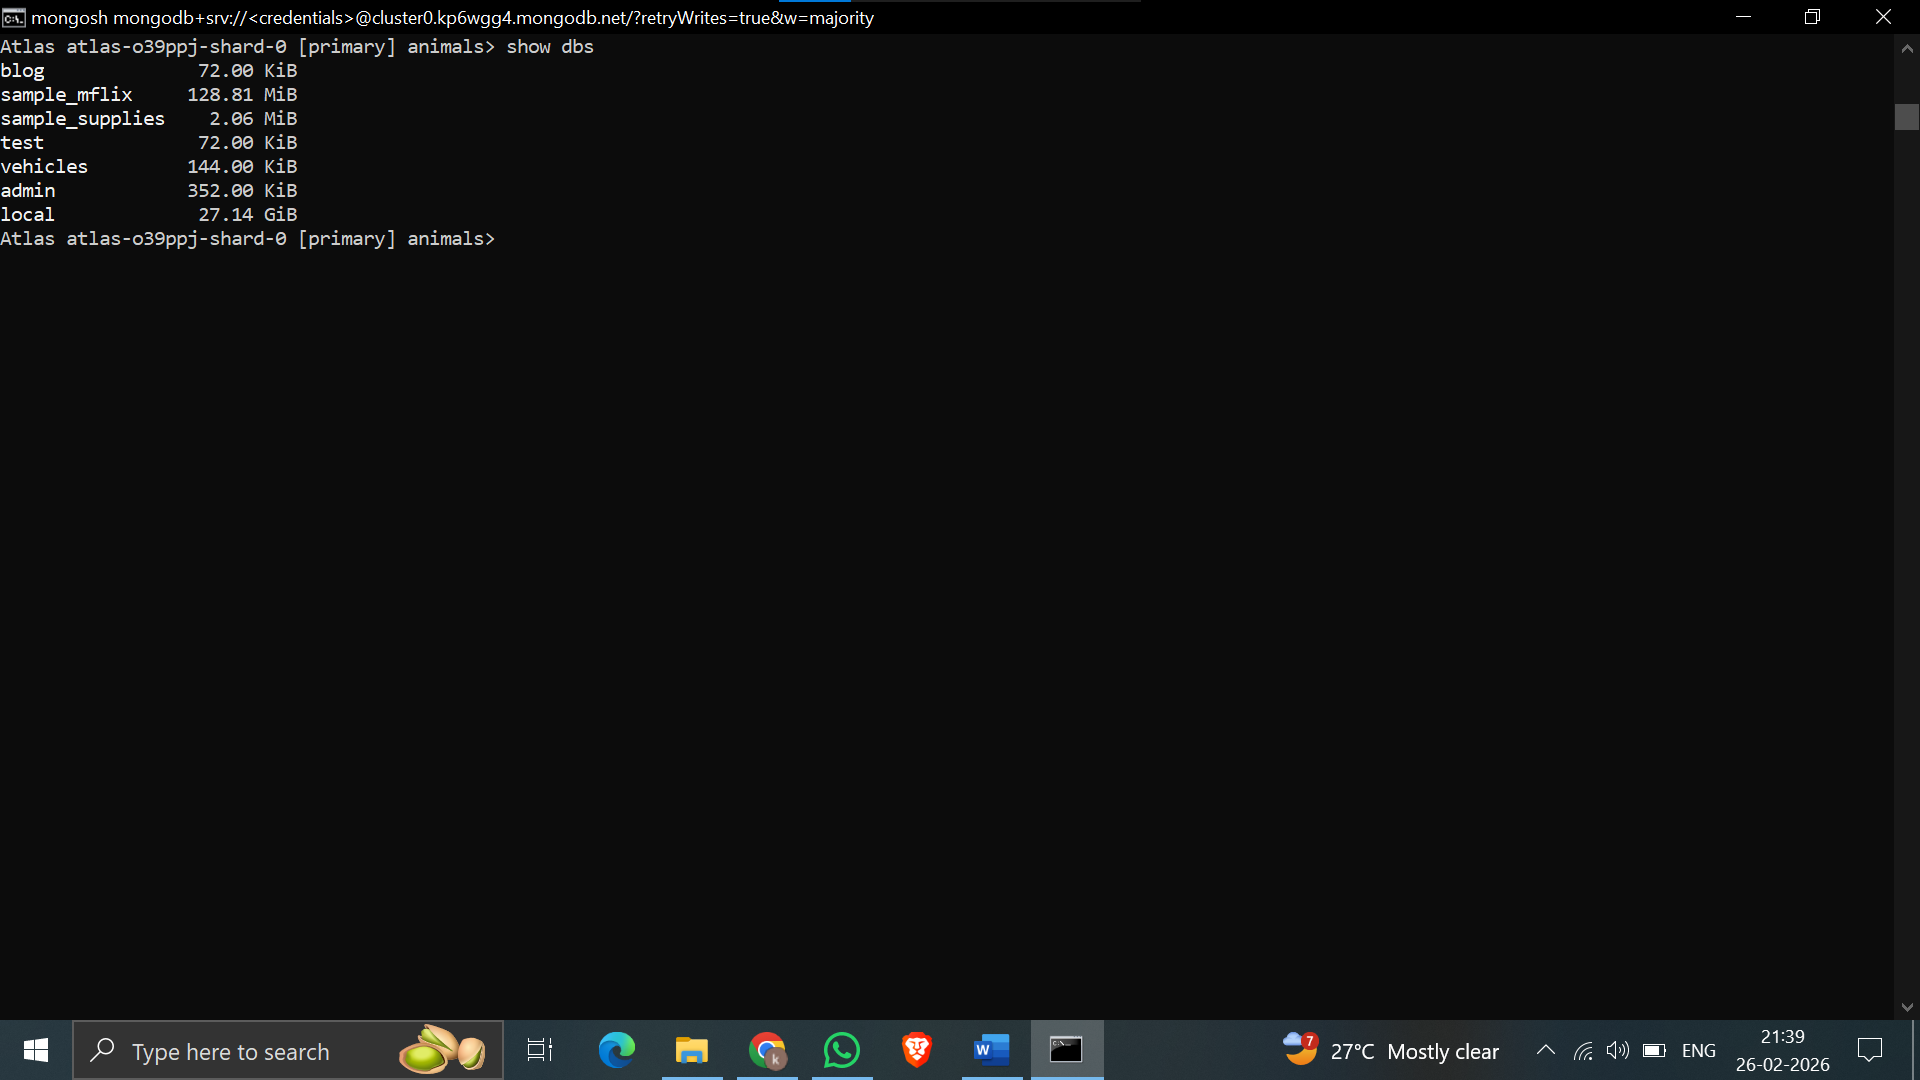 mongosh mongodb+srv://<credentials>@cluster0.kp6wgg4.mongodb.net/?retryWrites=true&w=majority
Atlas atlas-o39ppj-shard-0 [primary] animals> show dbs
blog 72.00 KiB
sample_mflix 128.81 MiB
sample_supplies 2.06 MiB
test 72.00 KiB
vehicles 144.00 KiB
admin 352.00 KiB
local 27.14 GiB
Atlas atlas-o39ppj-shard-0 [primary] animals>
Type here to search
k
W
7
27°C Mostly clear
ENG
21:39
26-02-2026